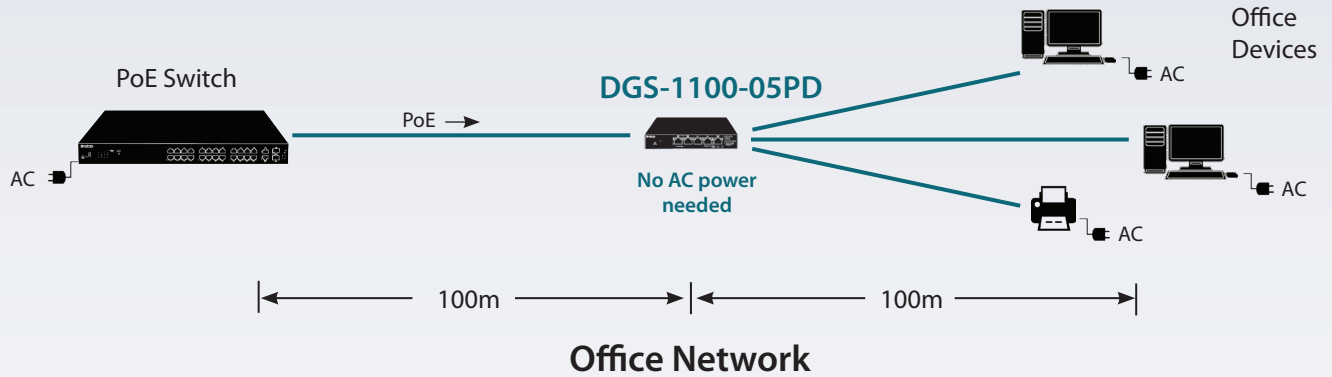 Office
Devices
PoE Switch
DGS-1100-05PD
AC
PoE
AC
No AC power
needed
AC
AC
100m
100m
Office Network